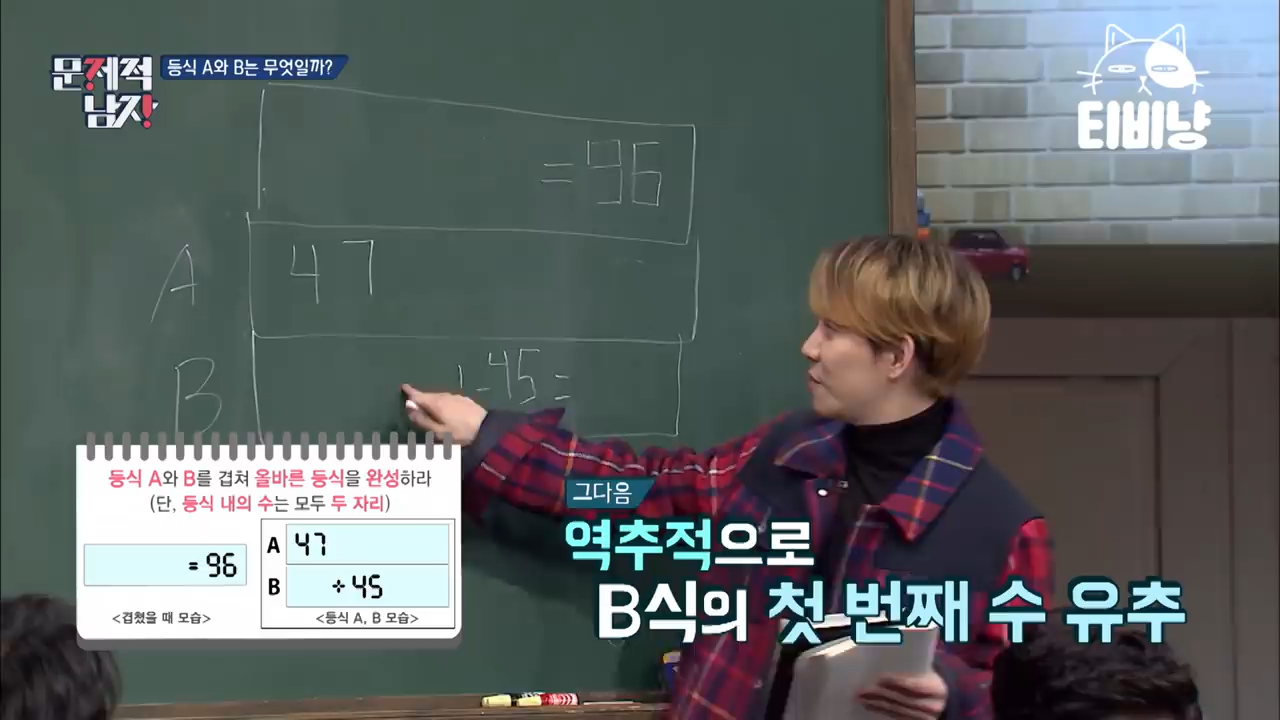 문제적
남자!
등식 A와 B는 무엇일까?
티비냥
= 96
A 47
B ÷ 45 =
등식 A와 B를 겹쳐 올바른 등식을 완성하라
(단, 등식 내의 수는 모두 두 자리)
= 96
<겹쳤을 때 모습>
A 47
B ÷ 45
<등식 A, B 모습>
그다음
역추적으로
B식의 첫 번째 수 유추